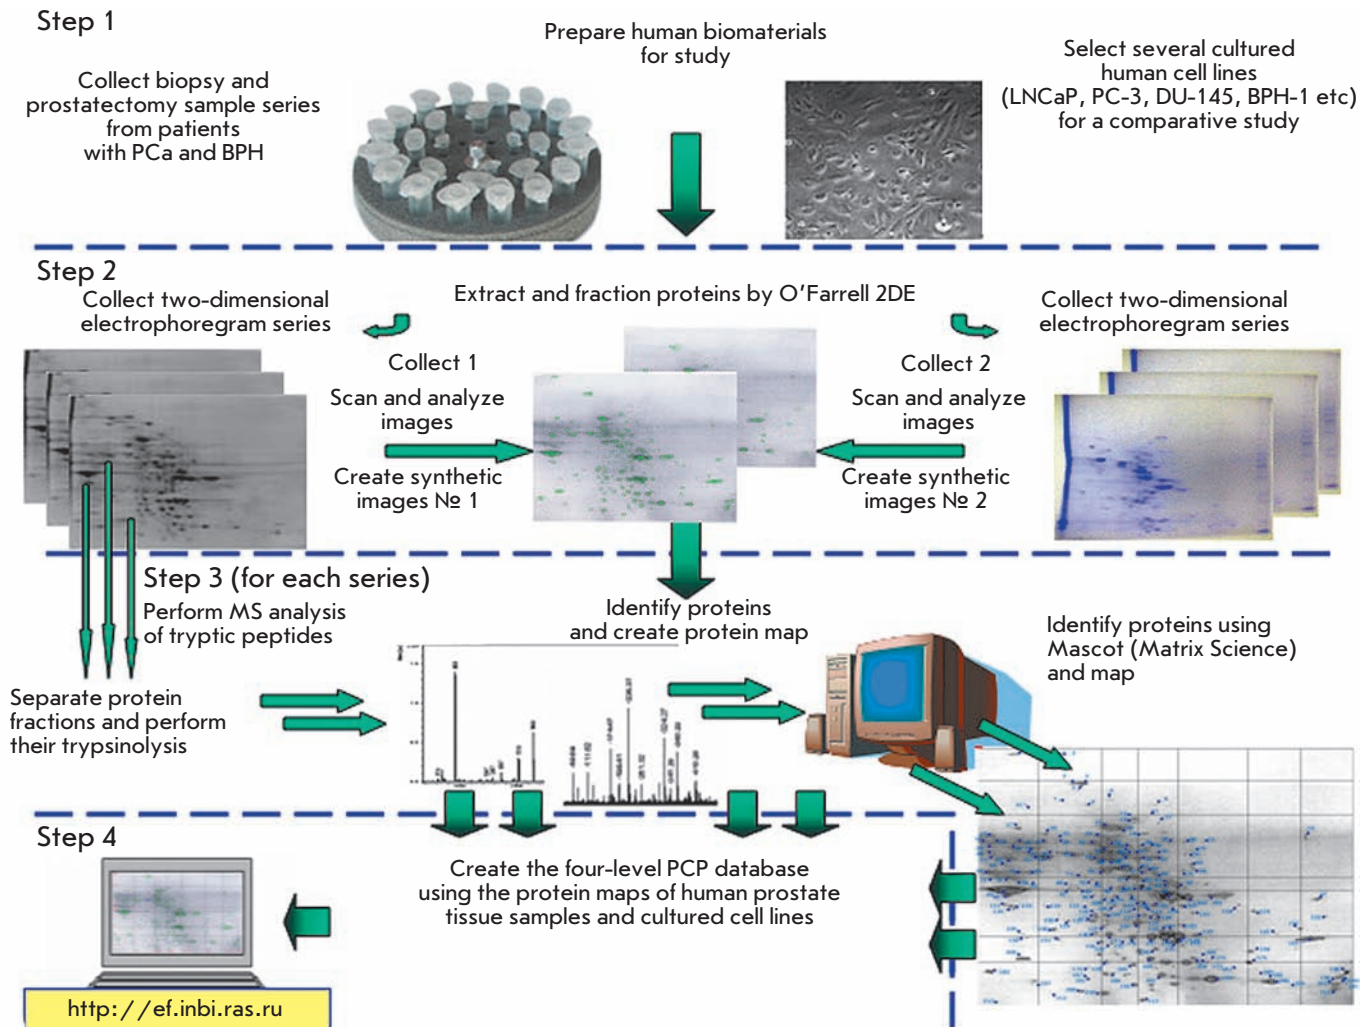 Step 1
Collect biopsy and
prostatectomy sample series
from patients
with PCa and BPH
Prepare human biomaterials
for study
Select several cultured
human cell lines
(LNCaP, PC-3, DU-145, BPH-1 etc)
for a comparative study
Step 2
Collect two-dimensional
electrophoregram series
Extract and fraction proteins by O'Farrell 2DE
Collect two-dimensional
electrophoregram series
Collect 1
Scan and analyze
images
Create synthetic
images № 1
Collect 2
Scan and analyze
images
Create synthetic
images № 2
Step 3 (for each series)
Perform MS analysis
of tryptic peptides
Separate protein
fractions and perform
their trypsinolysis
Identify proteins
and create protein map
Identify proteins using
Mascot (Matrix Science)
and map
Step 4
Create the four-level PCP database
using the protein maps of human prostate
tissue samples and cultured cell lines
http://ef.inbi.ras.ru